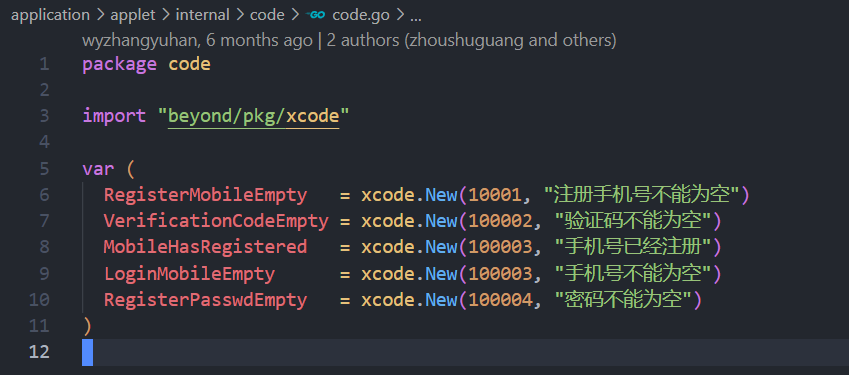 application > applet > internal > code > code.go > ...
wyzhangyuhan, 6 months ago | 2 authors (zhoushuguang and others)
1 package code
2
3 import "beyond/pkg/xcode"
4
5 var (
6 RegisterMobileEmpty = xcode.New(10001, "注册手机号不能为空")
7 VerificationCodeEmpty = xcode.New(100002, "验证码不能为空")
8 MobileHasRegistered = xcode.New(100003, "手机号已经注册")
9 LoginMobileEmpty = xcode.New(100003, "手机号不能为空")
10 RegisterPasswdEmpty = xcode.New(100004, "密码不能为空")
11 )
12